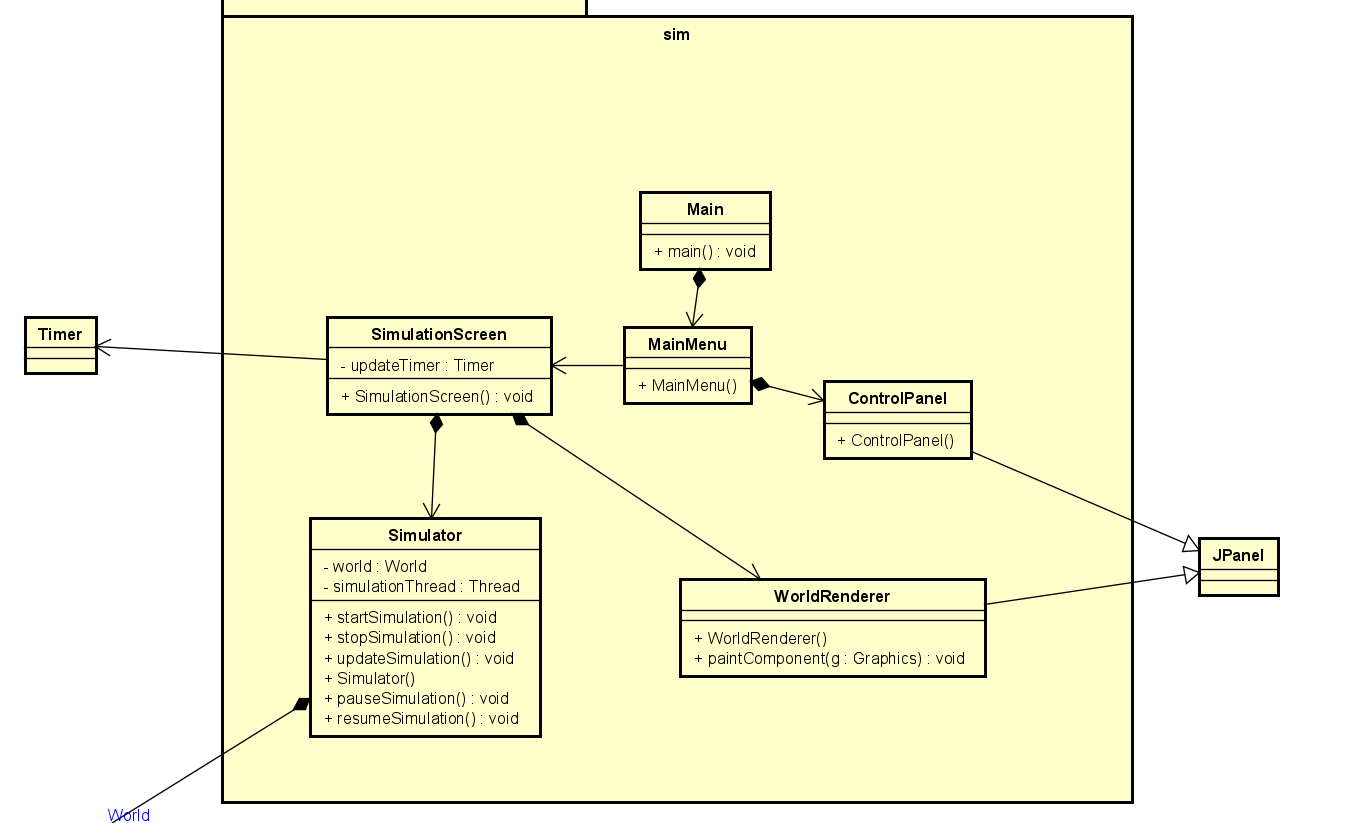 sim
Main
+ main() : void
Timer
SimulationScreen
- updateTimer : Timer
+ SimulationScreen() : void
MainMenu
+ MainMenu()
ControlPanel
+ ControlPanel()
Simulator
- world : World
- simulationThread : Thread
+ startSimulation() : void
+ stopSimulation() : void
+ updateSimulation() : void
+ Simulator()
+ pauseSimulation() : void
+ resumeSimulation() : void
WorldRenderer
+ WorldRenderer()
+ paintComponent(g : Graphics) : void
JPanel
World